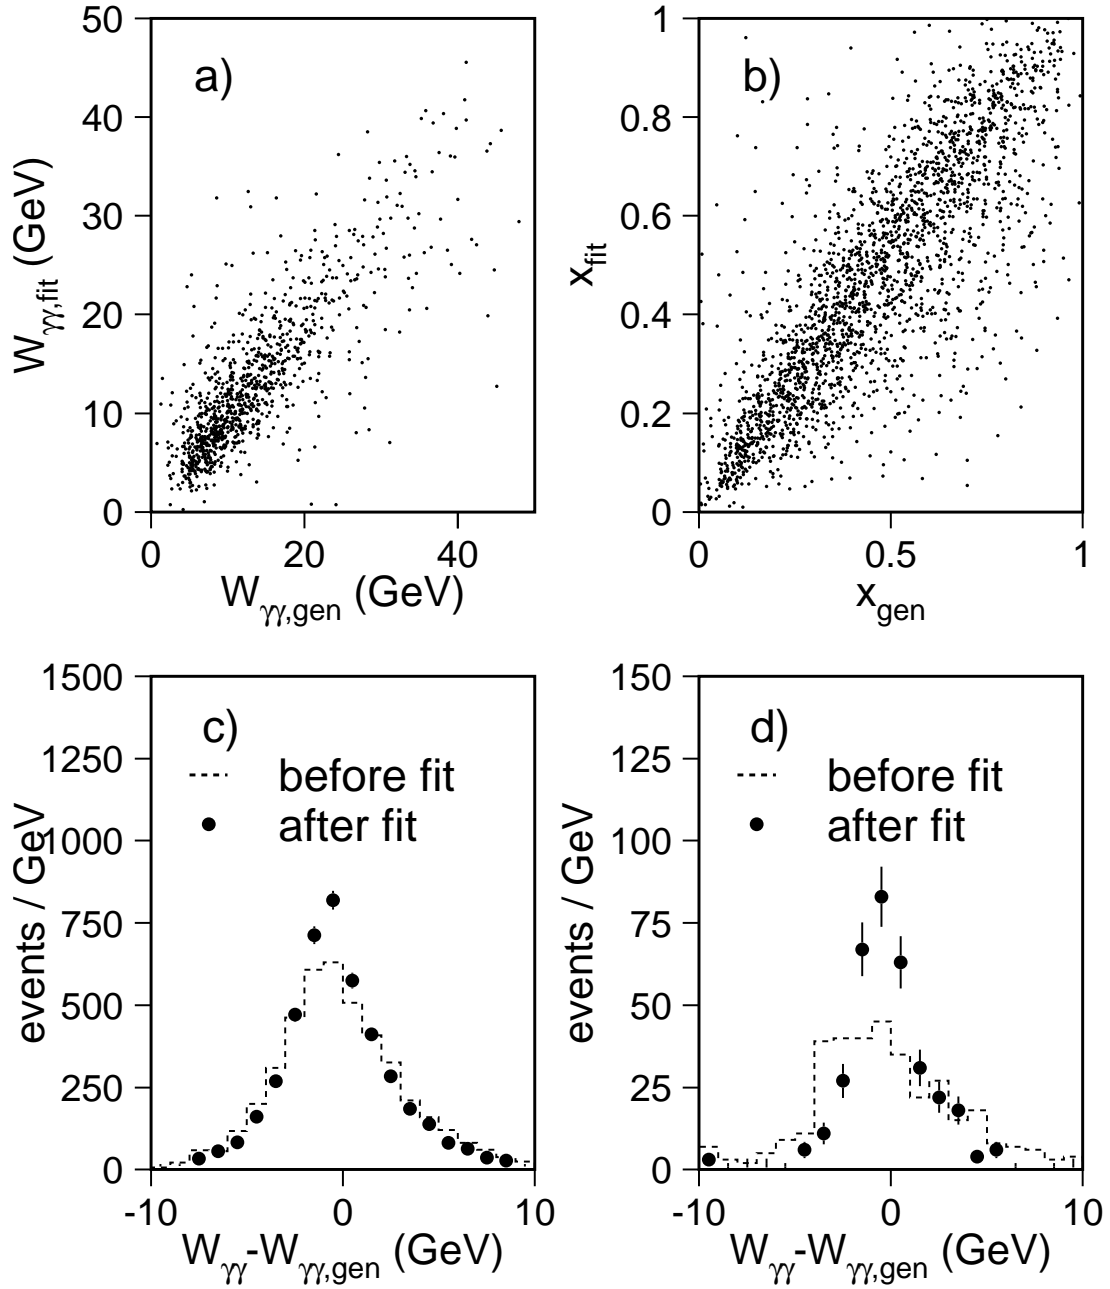 a)
50
40
30
20
10
0
W_γγ,fit (GeV)
0 20 40
W_γγ,gen (GeV)
b)
1
0.8
0.6
0.4
0.2
0
x_fit
0 0.5 1
x_gen
c)
before fit
after fit
1500
1250
1000
750
500
250
0
events / GeV
-10 0 10
W_γγ-W_γγ,gen (GeV)
d)
before fit
after fit
150
125
100
75
50
25
0
events / GeV
-10 0 10
W_γγ-W_γγ,gen (GeV)